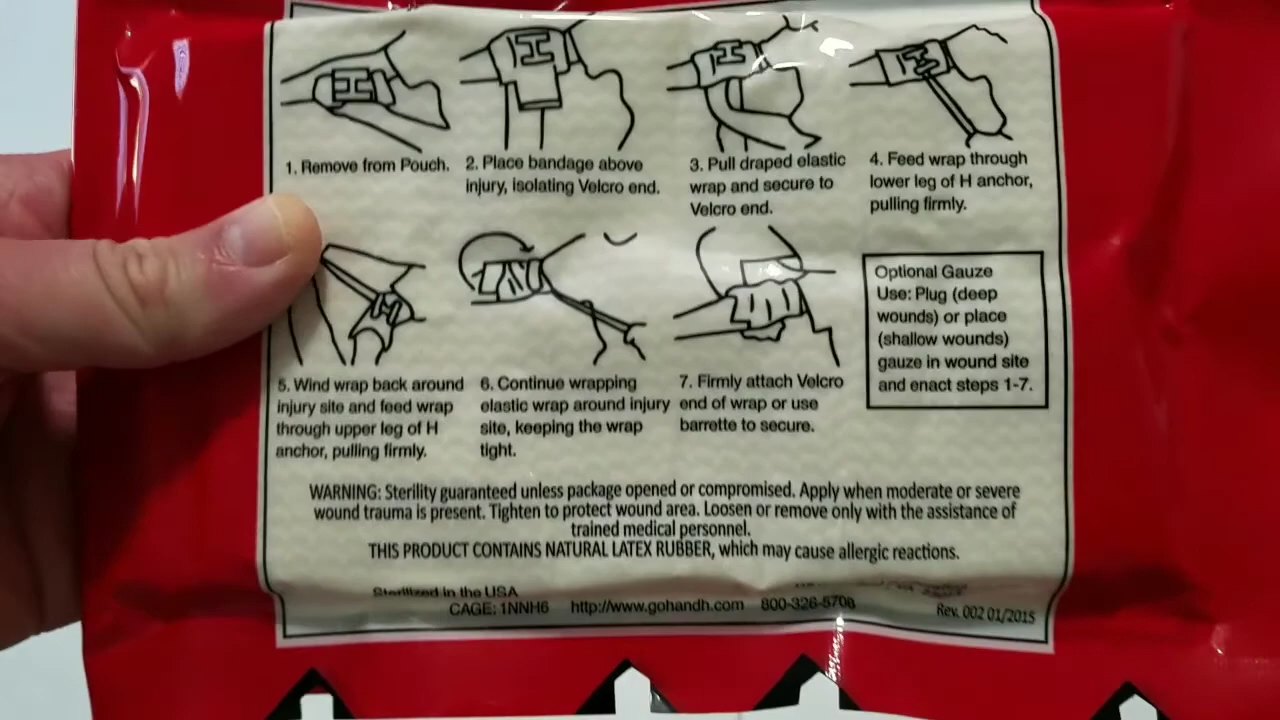 1. Remove from Pouch.
2. Place bandage above
injury, isolating Velcro end.
3. Pull draped elastic
wrap and secure to
Velcro end.
4. Feed wrap through
lower leg of H anchor,
pulling firmly.
5. Wind wrap back around
injury site and feed wrap
through upper leg of H
anchor, pulling firmly.
6. Continue wrapping
elastic wrap around injury
site, keeping the wrap
tight.
7. Firmly attach Velcro
end of wrap or use
barrette to secure.
Optional Gauze
Use: Plug (deep
wounds) or place
(shallow wounds)
gauze in wound site
and enact steps 1-7.
WARNING: Sterility guaranteed unless package opened or compromised. Apply when moderate or severe
wound trauma is present. Tighten to protect wound area. Loosen or remove only with the assistance of
trained medical personnel.
THIS PRODUCT CONTAINS NATURAL LATEX RUBBER, which may cause allergic reactions.
Sterilized in the USA
CAGE: 1NNH6 http://www.gohandh.com 800-326-5708
Rev. 002 01/2015